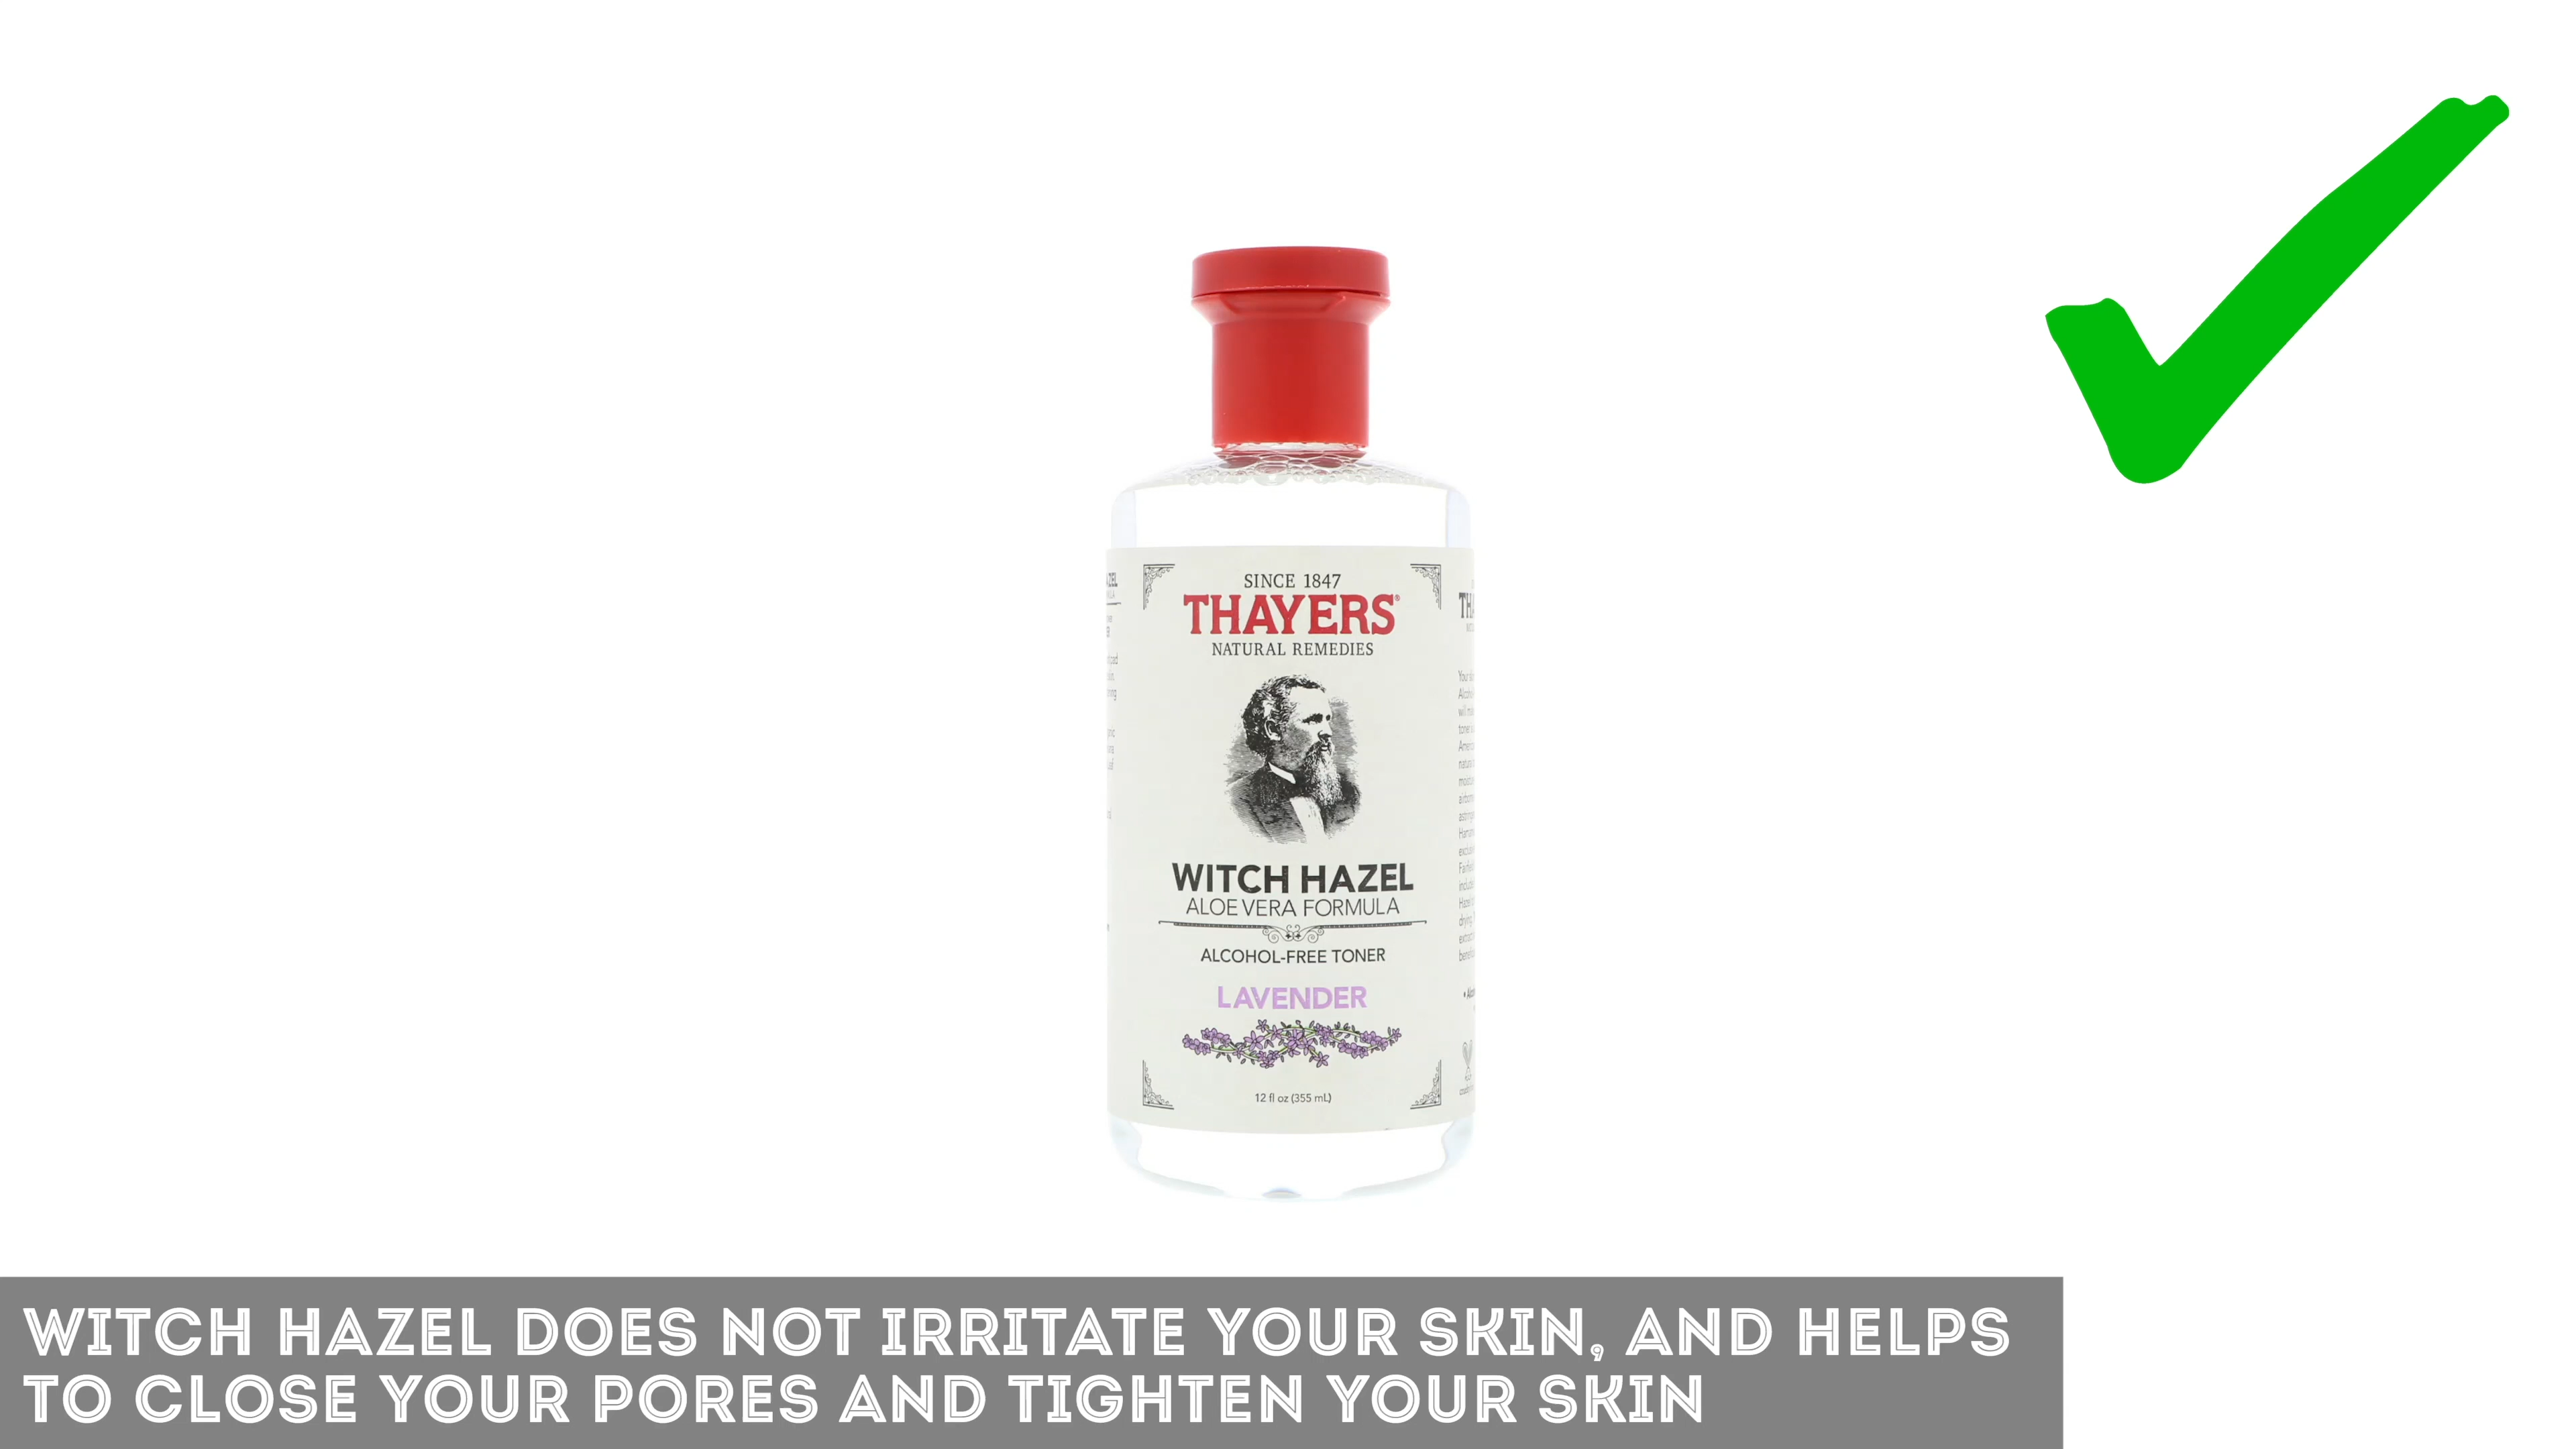 SINCE 1847
THAYERS®
NATURAL REMEDIES
WITCH HAZEL
ALOE VERA FORMULA
ALCOHOL-FREE TONER
LAVENDER
12 fl oz (355 mL)
WITCH HAZEL DOES NOT IRRITATE YOUR SKIN, AND HELPS
TO CLOSE YOUR PORES AND TIGHTEN YOUR SKIN